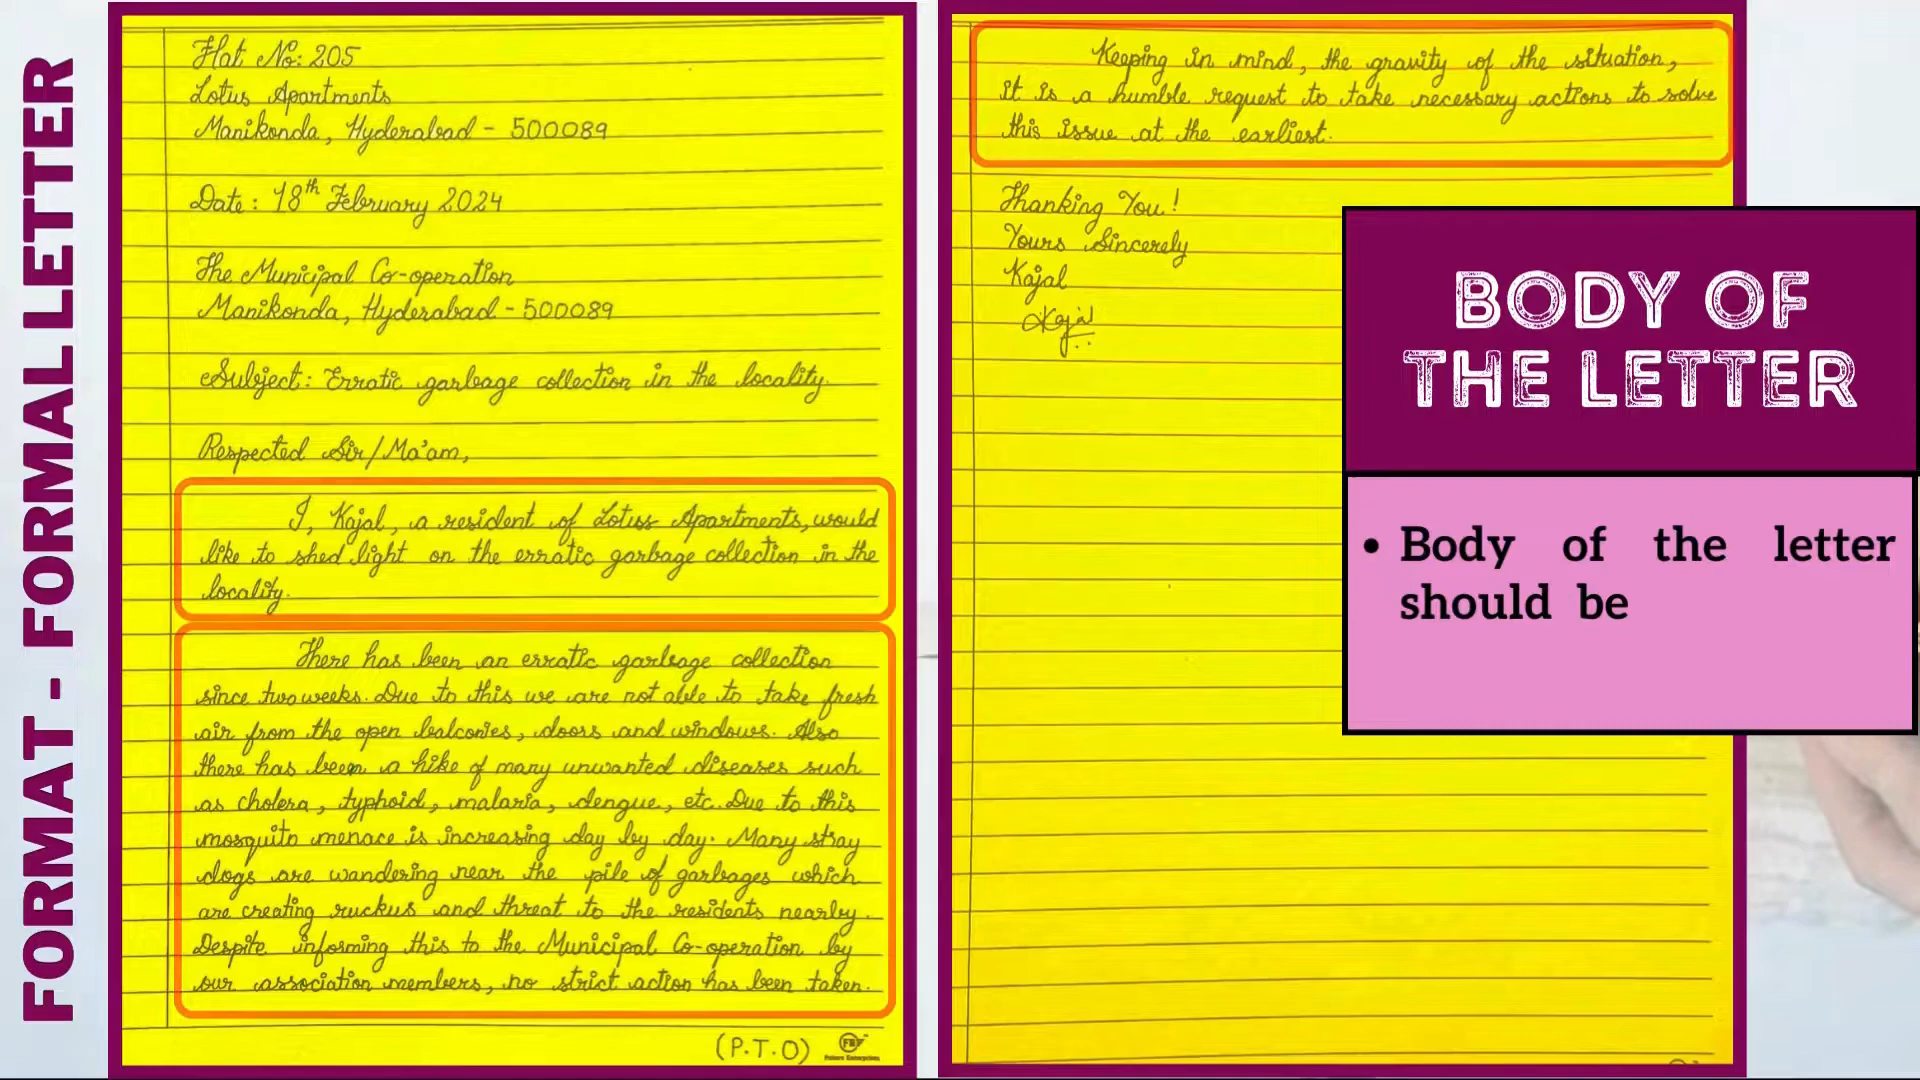 FORMAT - FORMAL LETTER
Flat No: 205
Lotus Apartments
Manikonda, Hyderabad - 500089
Date: 18th February 2024
The Municipal Co-operation
Manikonda, Hyderabad - 500089
Subject: Erratic garbage collection in the locality.
Respected Sir/Ma'am,
I, Kajal, a resident of Lotus Apartments, would
like to shed light on the erratic garbage collection in the
locality.
There has been an erratic garbage collection
since two weeks. Due to this we are not able to take fresh
air from the open balconies, doors and windows. Also
there has been a hike of many unwanted diseases such
as cholera, typhoid, malaria, dengue, etc. Due to this
mosquito menace is increasing day by day. Many stray
dogs are wandering near the pile of garbages which
are creating ruckus and threat to the residents nearby.
Despite informing this to the Municipal Co-operation by
our association members, no strict action has been taken.
(P.T.O)
Keeping in mind, the gravity of the situation,
it is a humble request to take necessary actions to solve
this issue at the earliest.
Thanking You!
Yours Sincerely
Kajal
Kajal
BODY OF
THE LETTER
• Body of the letter
should be